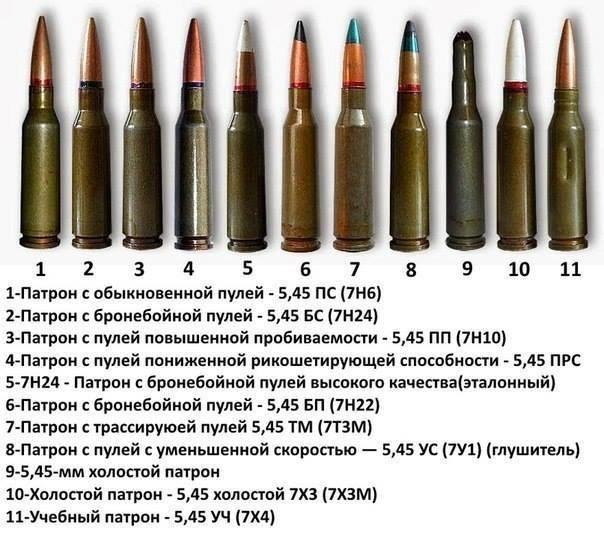 1 2 3 4 5 6 7 8 9 10 11
1-Патрон с обыкновенной пулей - 5,45 ПС (7Н6)
2-Патрон с бронебойной пулей - 5,45 БС (7Н24)
3-Патрон с пулей повышенной пробиваемости - 5,45 ПП (7Н10)
4-Патрон с пулей пониженной рикошетирующей способности - 5,45 ПРС
5-7Н24 - Патрон с бронебойной пулей высокого качества(эталонный)
6-Патрон с бронебойной пулей - 5,45 БП (7Н22)
7-Патрон с трассируюей пулей 5,45 ТМ (7Т3М)
8-Патрон с пулей с уменьшенной скоростью — 5,45 УС (7У1) (глушитель)
9-5,45-мм холостой патрон
10-Холостой патрон - 5,45 холостой 7Х3 (7Х3М)
11-Учебный патрон - 5,45 УЧ (7Х4)